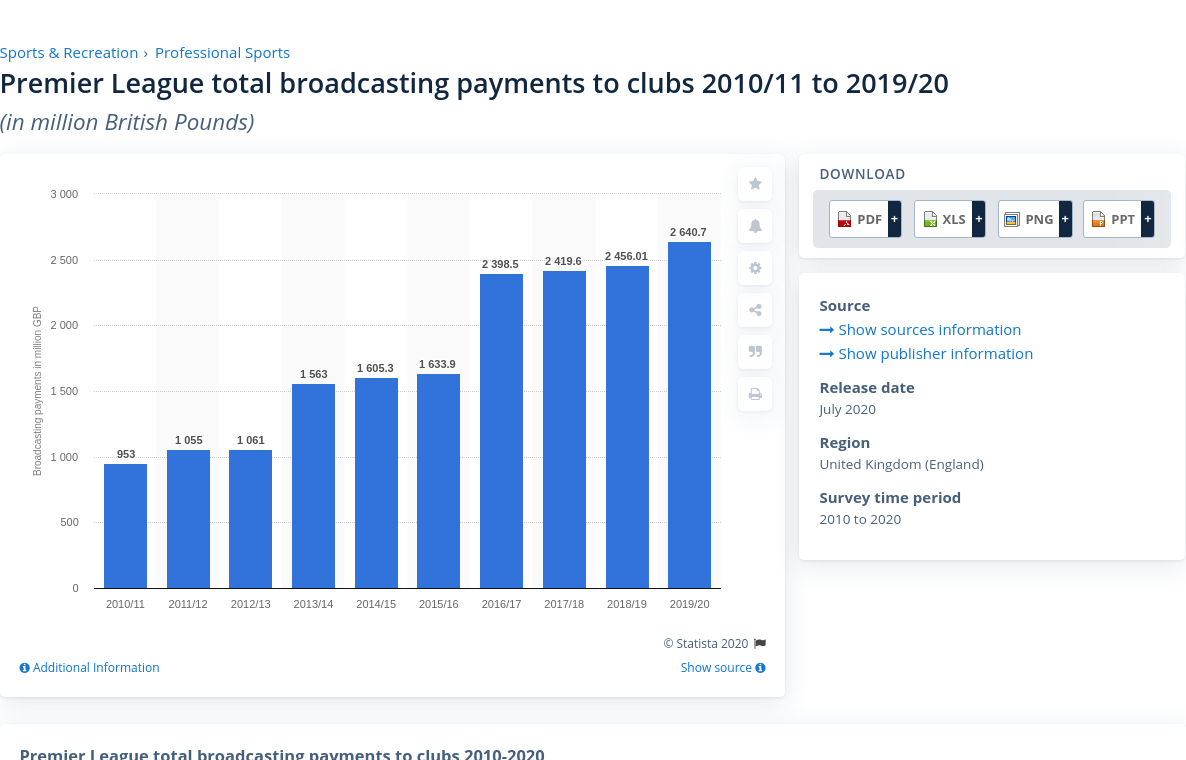 Sports & Recreation › Professional Sports
Premier League total broadcasting payments to clubs 2010/11 to 2019/20
(in million British Pounds)
Broadcasting payments in million GBP
3 000
2 500
2 000
1 500
1 000
500
0
953
1 055
1 061
1 563
1 605.3
1 633.9
2 398.5
2 419.6
2 456.01
2 640.7
2010/11 2011/12 2012/13 2013/14 2014/15 2015/16 2016/17 2017/18 2018/19 2019/20
© Statista 2020
Additional Information
Show source
DOWNLOAD
PDF + XLS + PNG + PPT +
Source
Show sources information
Show publisher information
Release date
July 2020
Region
United Kingdom (England)
Survey time period
2010 to 2020
Premier League total broadcasting payments to clubs 2010-2020